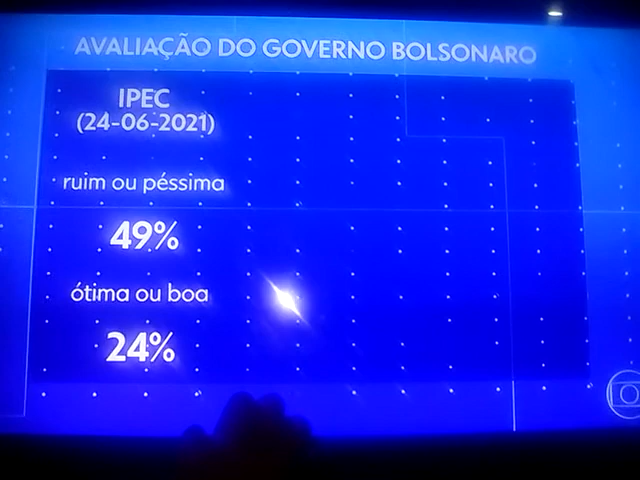 AVALIAÇÃO DO GOVERNO BOLSONARO
IPEC
(24-06-2021)
ruim ou péssima
49%
ótima ou boa
24%